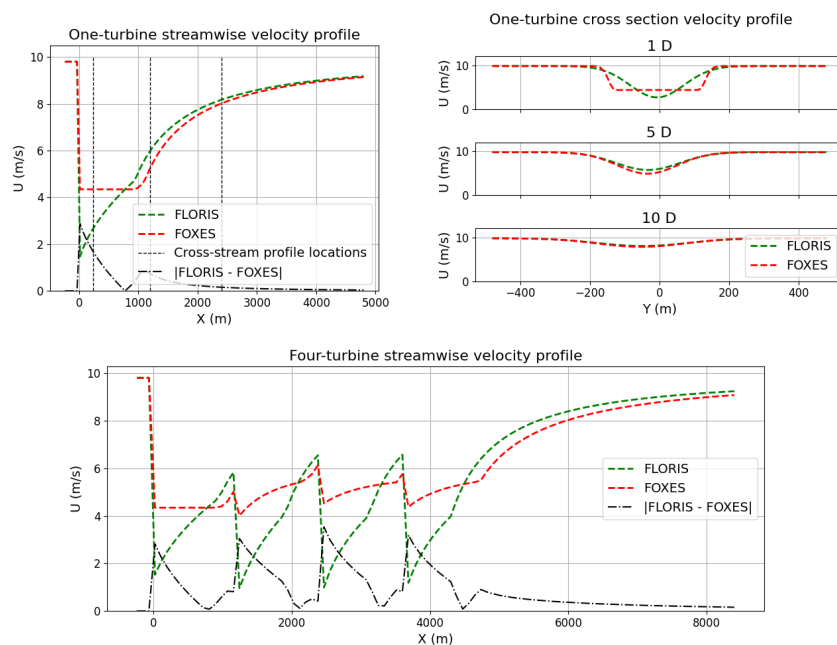 One-turbine streamwise velocity profile
10
8
6
4
2
0
U (m/s)
FLORIS
FOXES
Cross-stream profile locations
|FLORIS - FOXES|
0 1000 2000 3000 4000 5000
X (m)
One-turbine cross section velocity profile
1 D
10
0
U (m/s)
5 D
10
0
U (m/s)
10 D
10
0
U (m/s)
FLORIS
FOXES
−400 −200 0 200 400
Y (m)
Four-turbine streamwise velocity profile
10
8
6
4
2
0
U (m/s)
FLORIS
FOXES
|FLORIS - FOXES|
0 2000 4000 6000 8000
X (m)